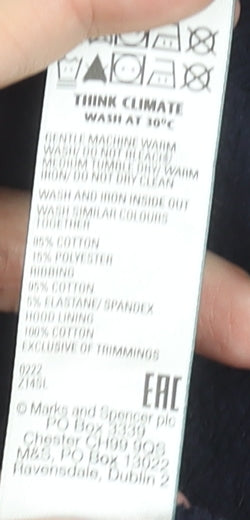 THINK CLIMATE
WASH AT 30°C
GENTLE MACHINE WARM
WASH/ DO NOT BLEACH/
MEDIUM TUMBLE DRY/ WARM
IRON/ DO NOT DRY CLEAN
WASH AND IRON INSIDE OUT
WASH SIMILAR COLOURS
TOGETHER
85% COTTON
15% POLYESTER
RIBBING
95% COTTON
5% ELASTANE/ SPANDEX
HOOD LINING
100% COTTON
EXCLUSIVE OF TRIMMINGS
0222
Z14SL
EAC
© Marks and Spencer plc
PO Box 3339
Chester CH99 9QS
M&S, PO Box 13022
Ravensdale, Dublin 2